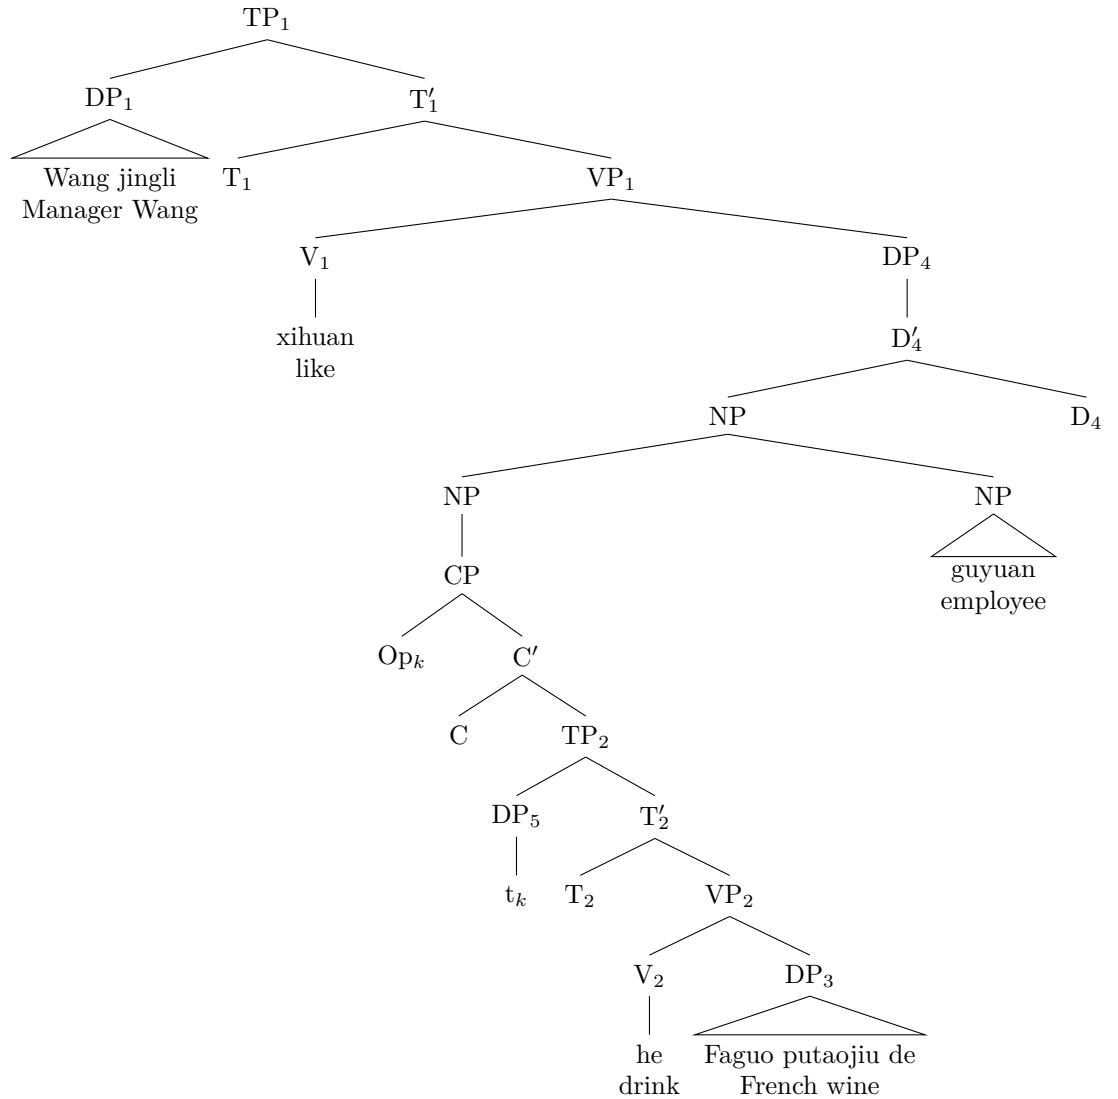 TP₁
DP₁ T′₁
Wang jingli
Manager Wang
T₁ VP₁
V₁ DP₄
xihuan
like
D′₄
NP D₄
NP NP
CP guyuan
employee
Opₖ C′
C TP₂
DP₅ T′₂
tₖ T₂ VP₂
V₂ DP₃
he Faguo putaojiu de
drink French wine